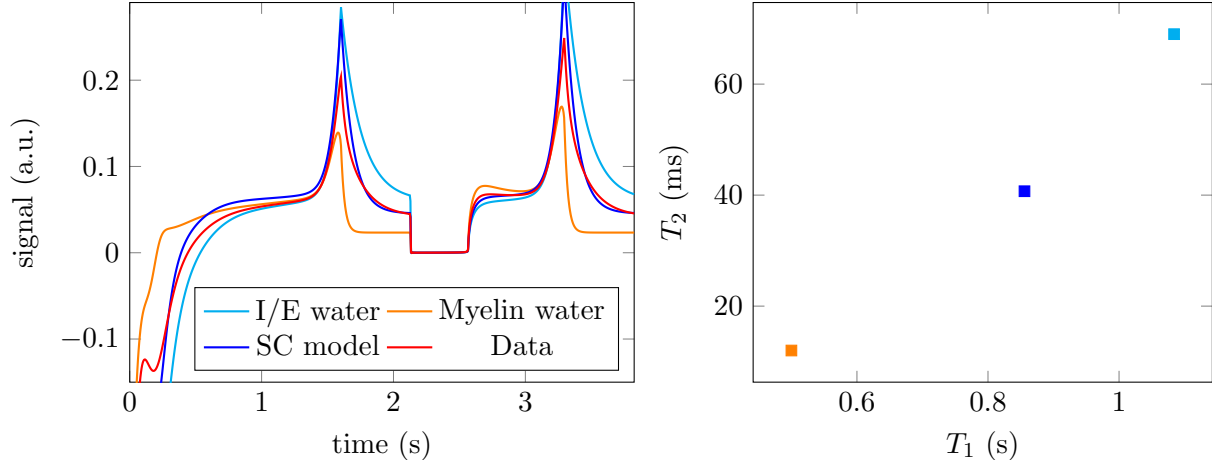 0.2
0.1
0
−0.1
signal (a.u.)
0 1 2 3
time (s)
I/E water Myelin water
SC model Data
60
40
20
T2 (ms)
0.6 0.8 1
T1 (s)